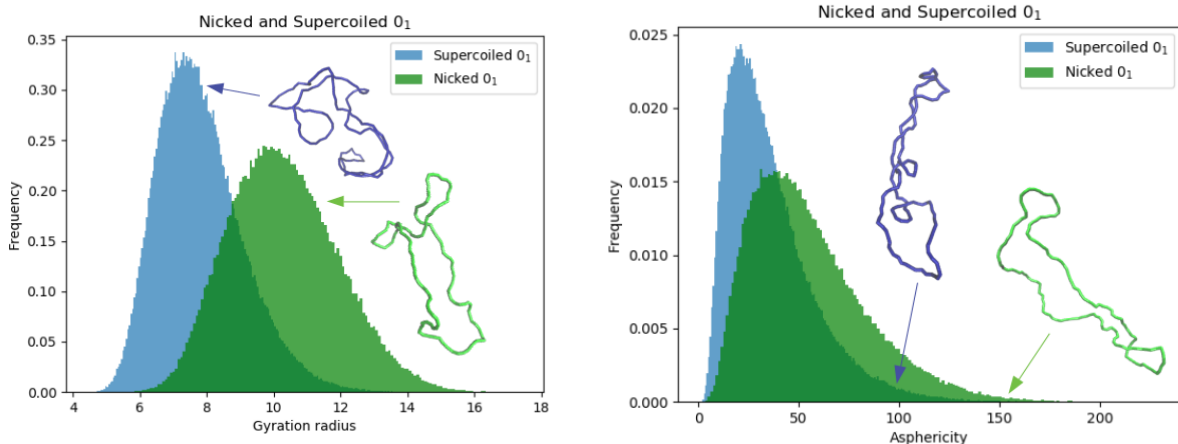 Nicked and Supercoiled 0₁
0.35
0.30
0.25
0.20
0.15
0.10
0.05
0.00
Frequency
Supercoiled 0₁
Nicked 0₁
4 6 8 10 12 14 16 18
Gyration radius
Nicked and Supercoiled 0₁
0.025
0.020
0.015
0.010
0.005
0.000
Frequency
Supercoiled 0₁
Nicked 0₁
0 50 100 150 200
Asphericity